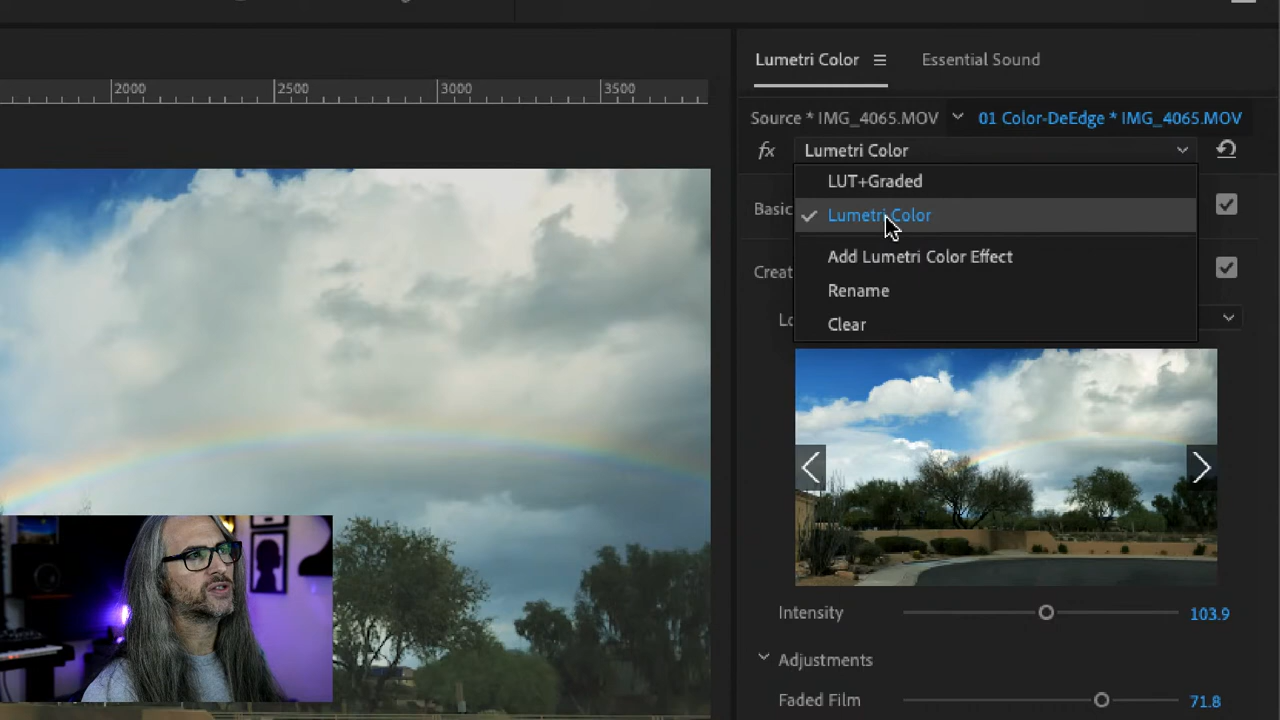 Lumetri Color Essential Sound
2000 2500 3000 3500
Source * IMG_4065.MOV 01 Color-DeEdge * IMG_4065.MOV
fx Lumetri Color
LUT+Graded
Basic
Lumetri Color
Add Lumetri Color Effect
Creat
Rename
Lo
Clear
Intensity 103.9
Adjustments
Faded Film 71.8